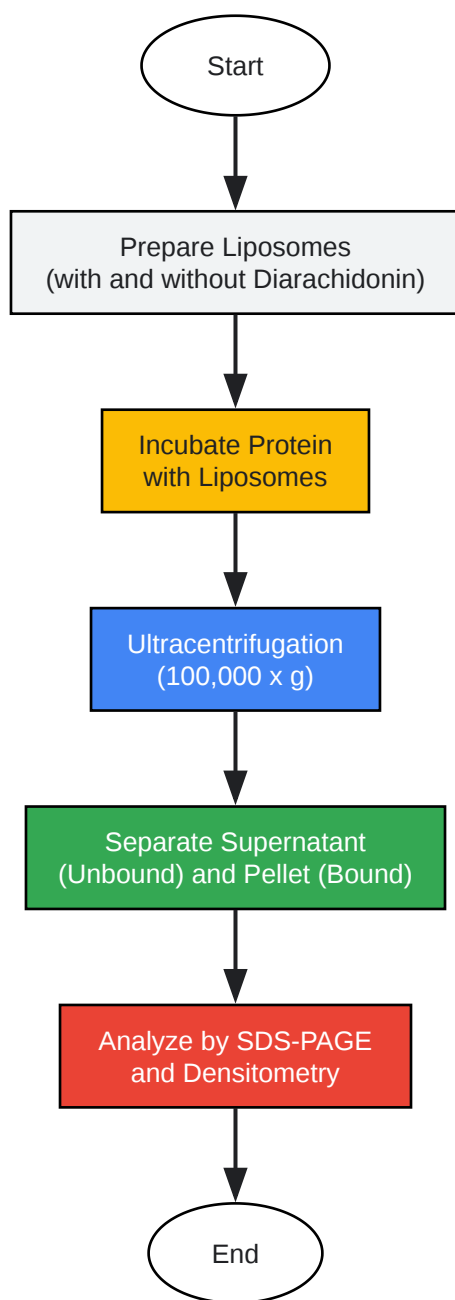 Start
Prepare Liposomes
(with and without Diarachidonin)
Incubate Protein
with Liposomes
Ultracentrifugation
(100,000 x g)
Separate Supernatant
(Unbound) and Pellet (Bound)
Analyze by SDS-PAGE
and Densitometry
End